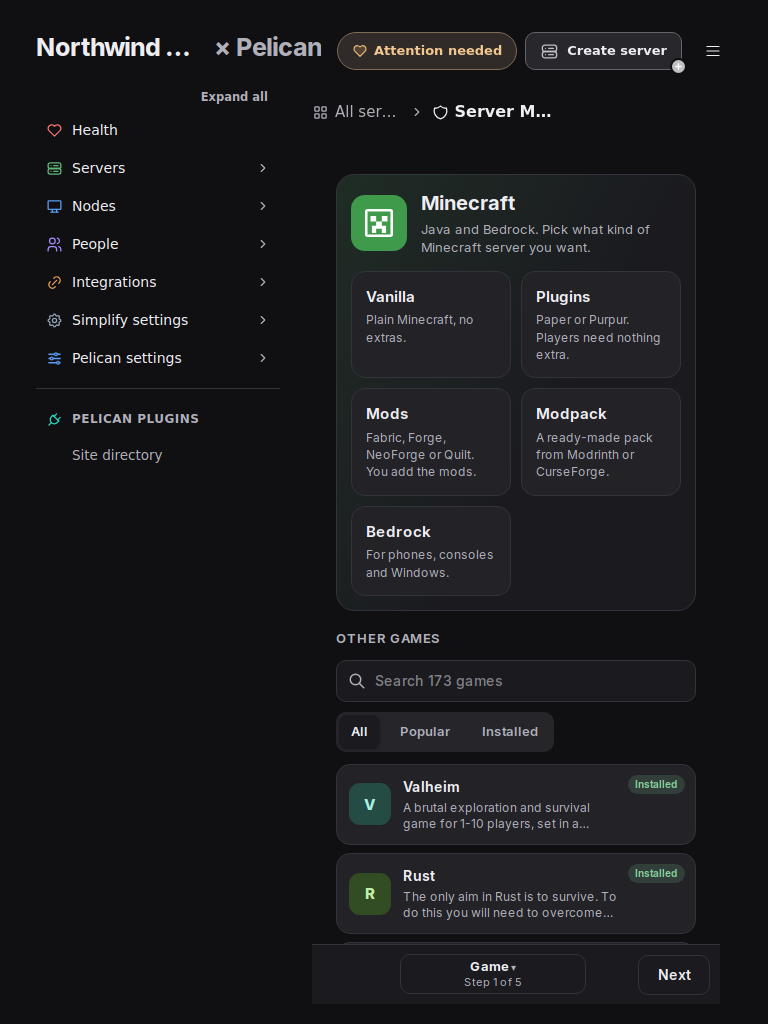 Northwind ... × Pelican
Attention needed
Create server
Expand all
All ser...
Server M...
Health
Servers
Nodes
People
Integrations
Simplify settings
Pelican settings
PELICAN PLUGINS
Site directory
Minecraft
Java and Bedrock. Pick what kind of
Minecraft server you want.
Vanilla
Plain Minecraft, no
extras.
Plugins
Paper or Purpur.
Players need nothing
extra.
Mods
Fabric, Forge,
NeoForge or Quilt.
You add the mods.
Modpack
A ready-made pack
from Modrinth or
CurseForge.
Bedrock
For phones, consoles
and Windows.
OTHER GAMES
Search 173 games
All
Popular
Installed
V
Valheim
Installed
A brutal exploration and survival
game for 1-10 players, set in a...
R
Rust
Installed
The only aim in Rust is to survive. To
do this you will need to overcome...
Game
Step 1 of 5
Next